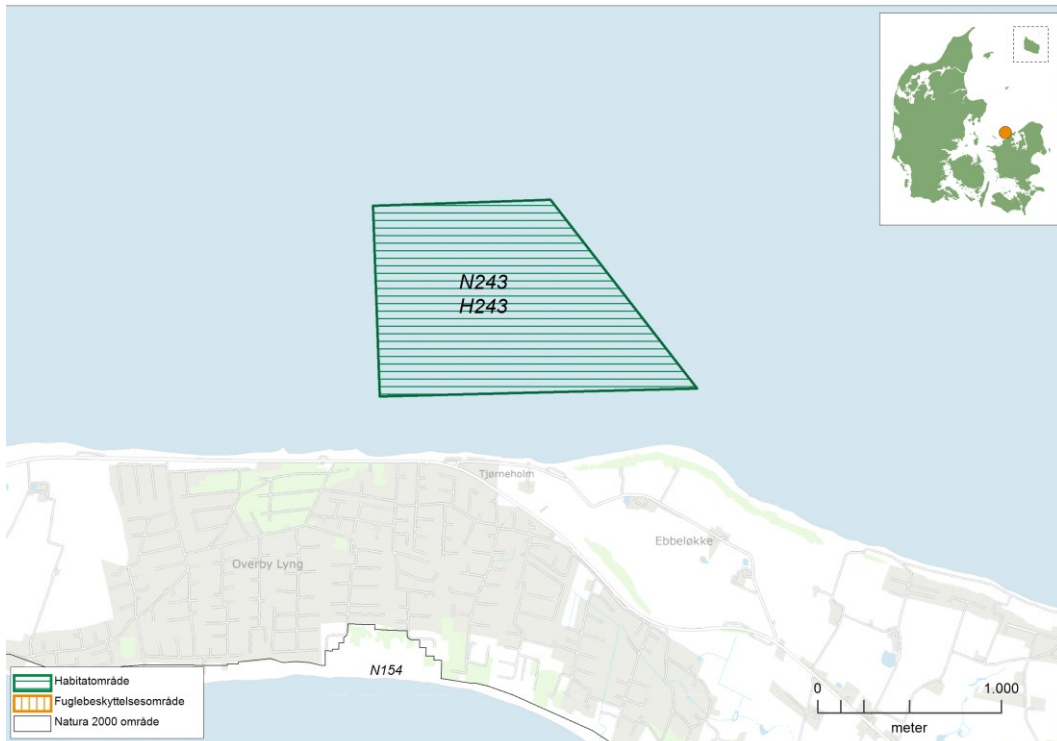 N243
H243
Tjørneholm
Ebbeløkke
Overby Lyng
N154
Habitatområde
Fuglebeskyttelsesområde
Natura 2000 område
0 1.000
meter